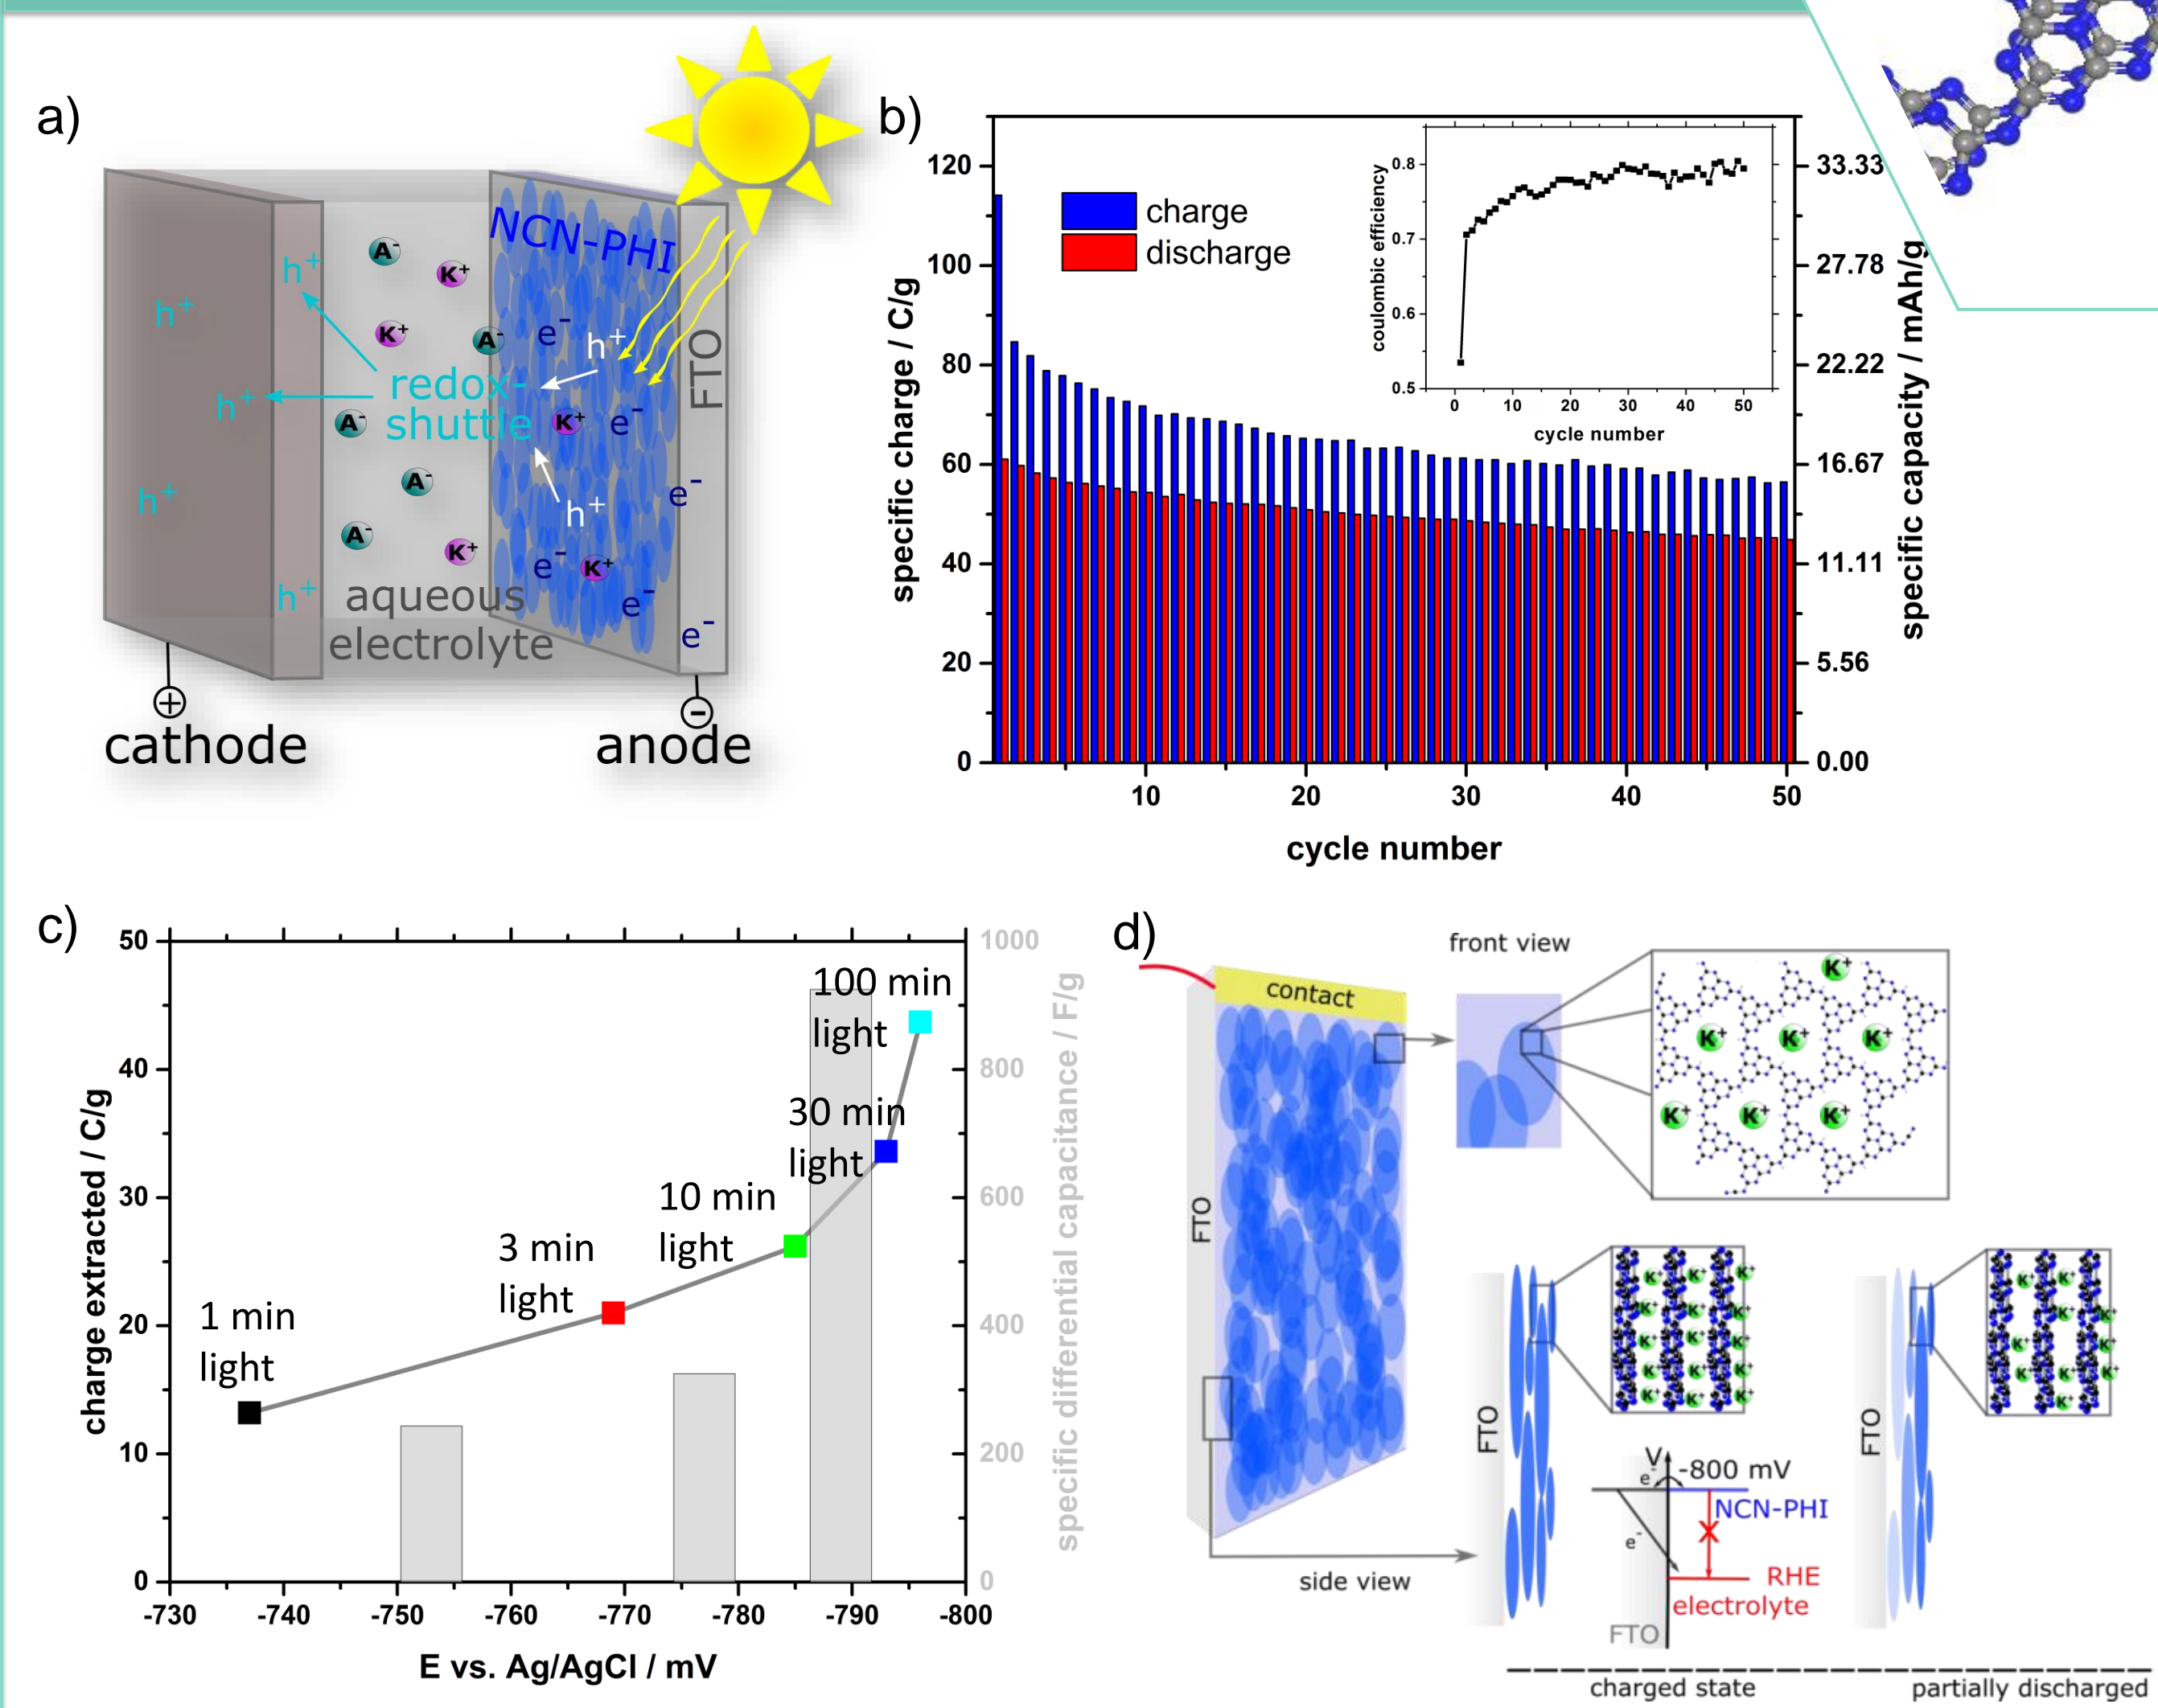 a)
NCN-PHI
A⁻
K⁺
h⁺
h⁺
K⁺
A⁻
e⁻
h⁺
FTO
redox-
shuttle
h⁺
A⁻
K⁺
e⁻
h⁺
A⁻
e⁻
h⁺
A⁻
K⁺
e⁻
K⁺
h⁺
aqueous
electrolyte
e⁻
e⁻
+
-
cathode
anode
b)
specific charge / C/g
120
100
80
60
40
20
0
charge
discharge
coulombic efficiency
0.8
0.7
0.6
0.5
0 10 20 30 40 50
cycle number
33.33
27.78
22.22
16.67
11.11
5.56
0.00
specific capacity / mAh/g
10 20 30 40 50
cycle number
c)
charge extracted / C/g
50
40
30
20
10
0
1 min
light
3 min
light
10 min
light
30 min
light
100 min
light
1000
800
600
400
200
0
specific differential capacitance / F/g
-730 -740 -750 -760 -770 -780 -790 -800
E vs. Ag/AgCl / mV
d)
front view
contact
K⁺
K⁺ K⁺ K⁺
K⁺ K⁺ K⁺
FTO
side view
FTO
K⁺ K⁺ K⁺
K⁺ K⁺ K⁺
K⁺ K⁺ K⁺
K⁺ K⁺ K⁺
K⁺ K⁺ K⁺
FTO
K⁺ K⁺
K⁺ K⁺
K⁺ K⁺
K⁺ K⁺ K⁺
K⁺
V
e⁻
-800 mV
NCN-PHI
e⁻
RHE
electrolyte
FTO
charged state
partially discharged